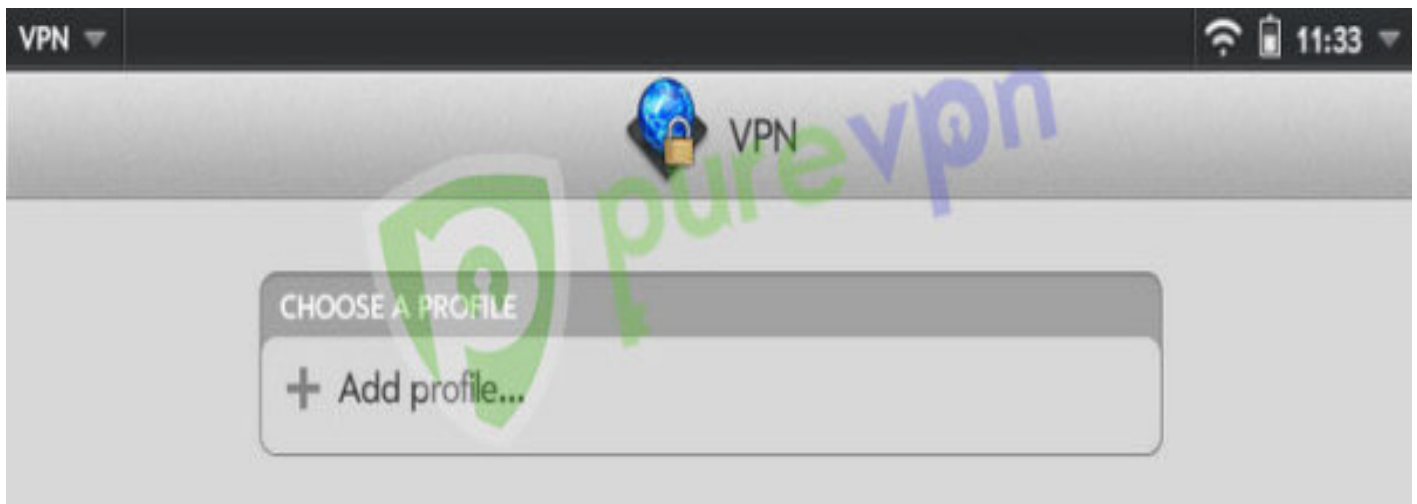 VPN
11:33
VPN
purevpn
CHOOSE A PROFILE
Add profile...